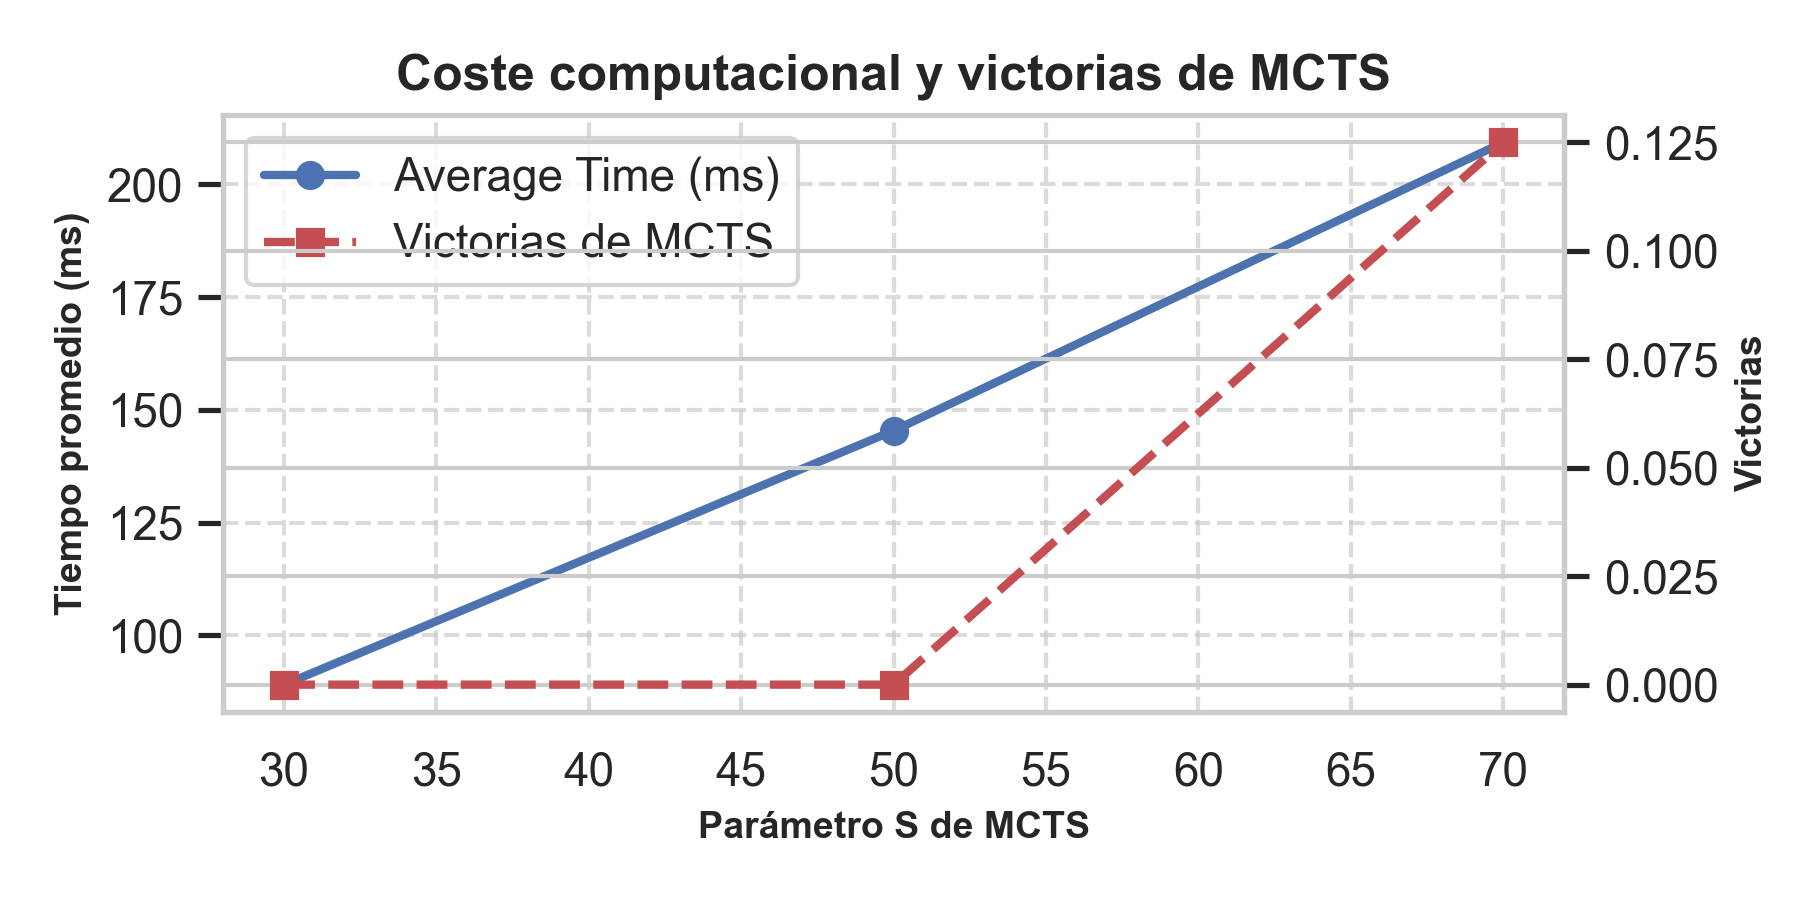 Coste computacional y victorias de MCTS
Average Time (ms)
Victorias de MCTS
Tiempo promedio (ms)
200
175
150
125
100
0.125
0.100
0.075
0.050
0.025
0.000
Victorias
30 35 40 45 50 55 60 65 70
Parámetro S de MCTS